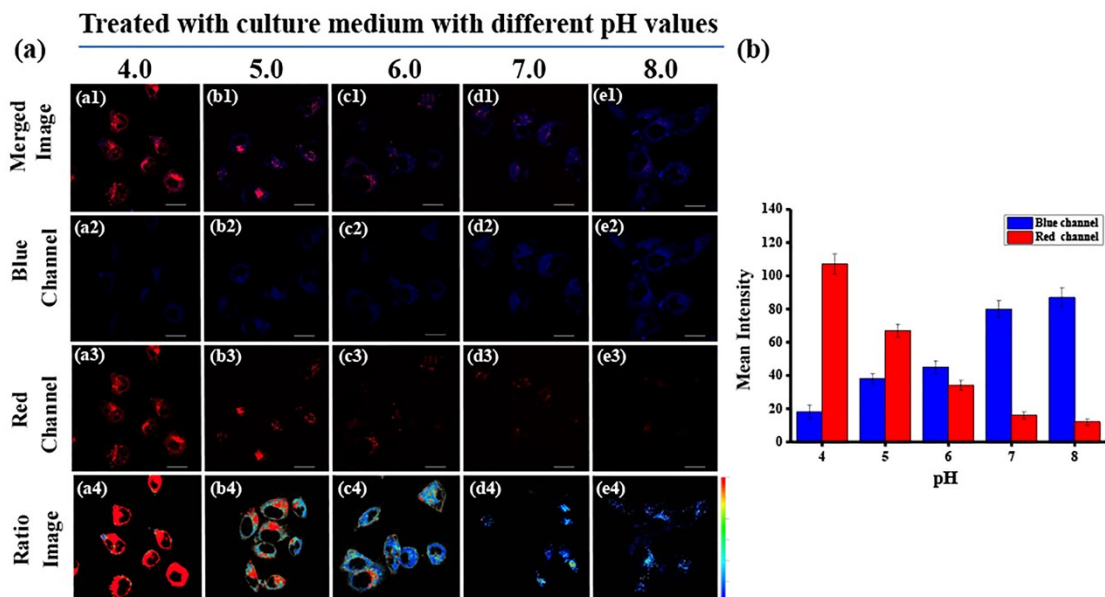 Treated with culture medium with different pH values
(a)
4.0 5.0 6.0 7.0 8.0
Merged Image
(a1) (b1) (c1) (d1) (e1)
Blue Channel
(a2) (b2) (c2) (d2) (e2)
Red Channel
(a3) (b3) (c3) (d3) (e3)
Ratio Image
(a4) (b4) (c4) (d4) (e4)
(b)
Blue channel
Red channel
Mean Intensity
140
120
100
80
60
40
20
0
4 5 6 7 8
pH